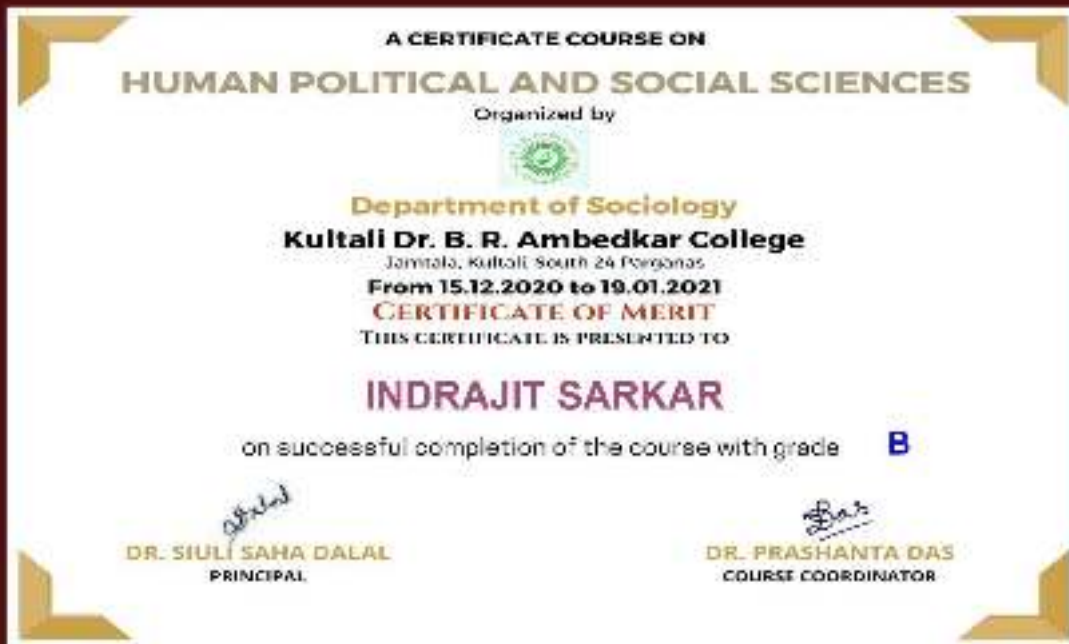 A CERTIFICATE COURSE ON
HUMAN POLITICAL AND SOCIAL SCIENCES
Organized by
Department of Sociology
Kultali Dr. B. R. Ambedkar College
Jamtala, Kultali, South 24 Parganas
From 15.12.2020 to 19.01.2021
CERTIFICATE OF MERIT
THIS CERTIFICATE IS PRESENTED TO
INDRAJIT SARKAR
on successful completion of the course with grade B
DR. SIULI SAHA DALAL
PRINCIPAL
Das
DR. PRASHANTA DAS
COURSE COORDINATOR